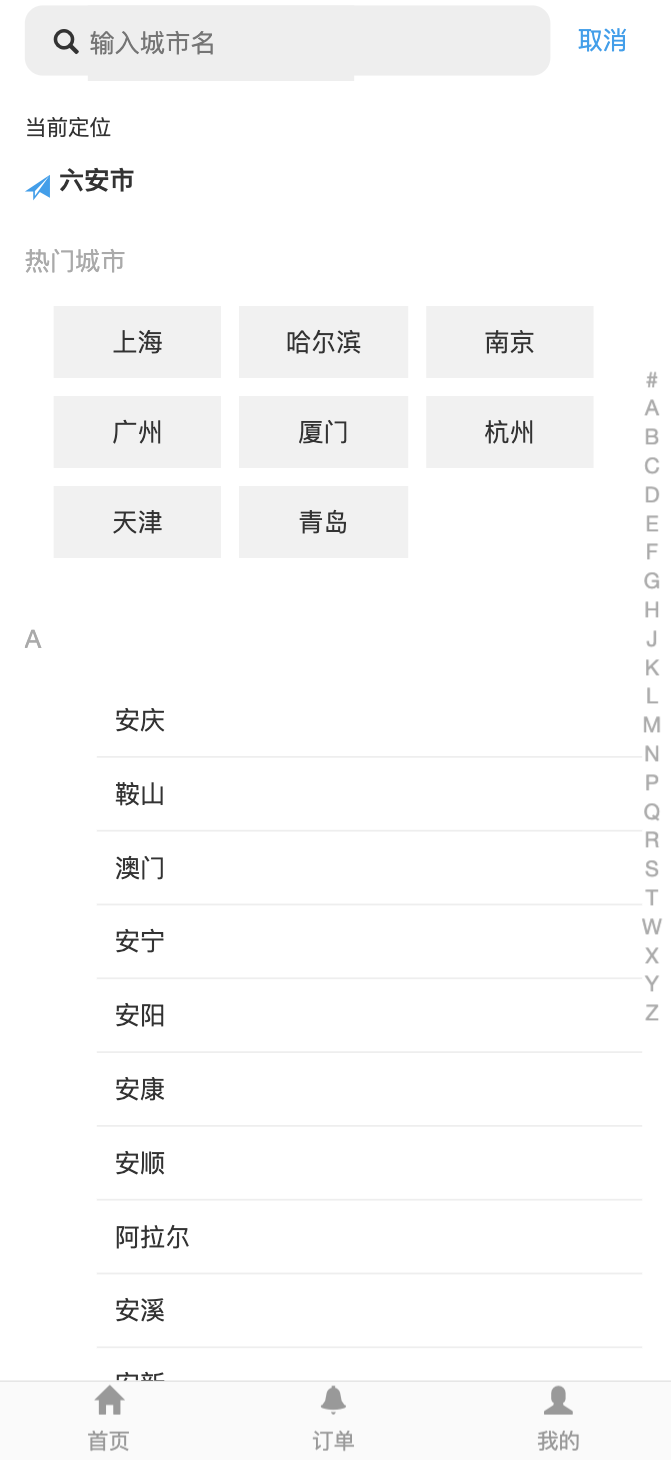 输入城市名 取消
当前定位
六安市
热门城市
上海 哈尔滨 南京
广州 厦门 杭州
天津 青岛
#
A
B
C
D
E
F
G
H
J
K
L
M
N
P
Q
R
S
T
W
X
Y
Z
A
安庆
鞍山
澳门
安宁
安阳
安康
安顺
阿拉尔
安溪
安新
首页 订单 我的